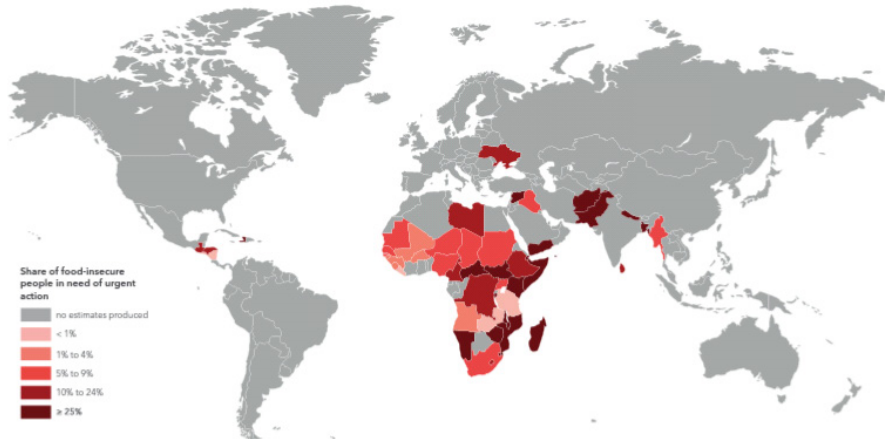 Share of food-insecure
people in need of urgent
action
no estimates produced
< 1%
1% to 4%
5% to 9%
10% to 24%
≥ 25%